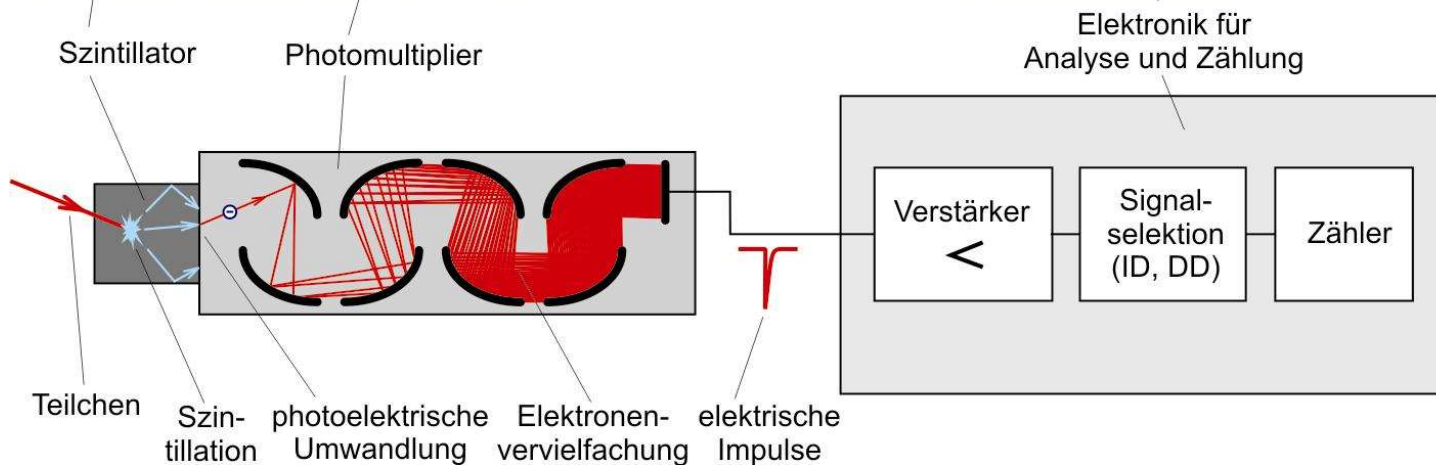 Szintillator
Photomultiplier
Elektronik für
Analyse und Zählung
Verstärker
<
Signal-
selektion
(ID, DD)
Zähler
Teilchen
Szin-
tillation
photoelektrische
Umwandlung
Elektronen-
vervielfachung
elektrische
Impulse